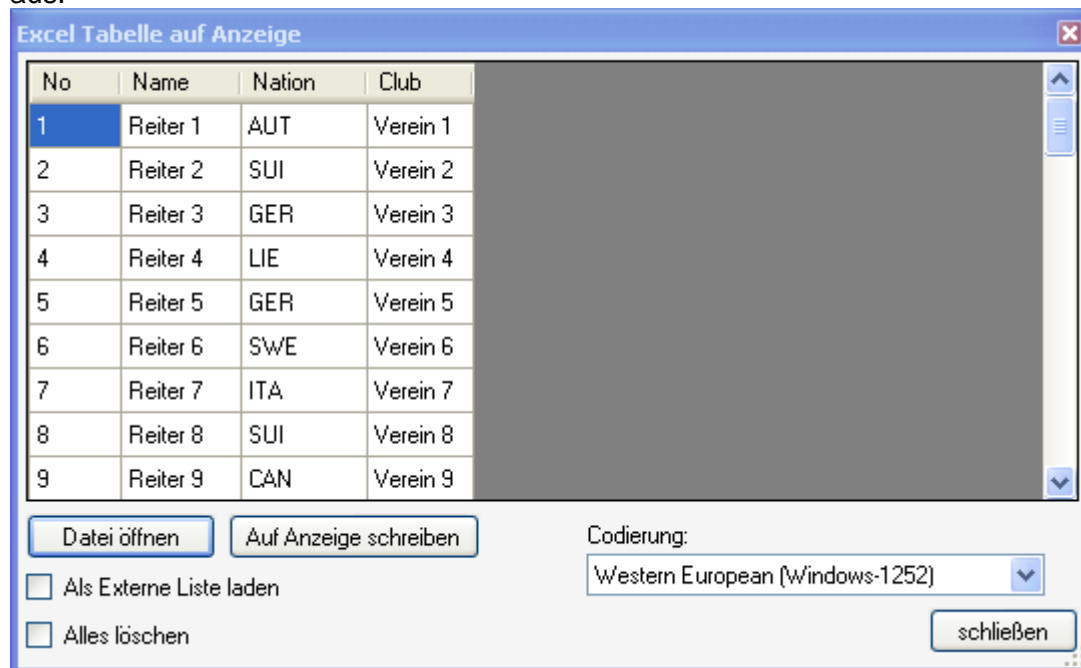 aus.
Excel Tabelle auf Anzeige
No Name Nation Club
1 Reiter 1 AUT Verein 1
2 Reiter 2 SUI Verein 2
3 Reiter 3 GER Verein 3
4 Reiter 4 LIE Verein 4
5 Reiter 5 GER Verein 5
6 Reiter 6 SWE Verein 6
7 Reiter 7 ITA Verein 7
8 Reiter 8 SUI Verein 8
9 Reiter 9 CAN Verein 9
Datei öffnen Auf Anzeige schreiben
Codierung:
Western European (Windows-1252)
Als Externe Liste laden
Alles löschen
schließen